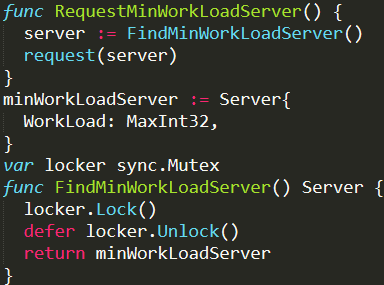 func RequestMinWorkLoadServer() {
  server := FindMinWorkLoadServer()
  request(server)
}
minWorkLoadServer := Server{
  WorkLoad: MaxInt32,
}
var locker sync.Mutex
func FindMinWorkLoadServer() Server {
  locker.Lock()
  defer locker.Unlock()
  return minWorkLoadServer
}